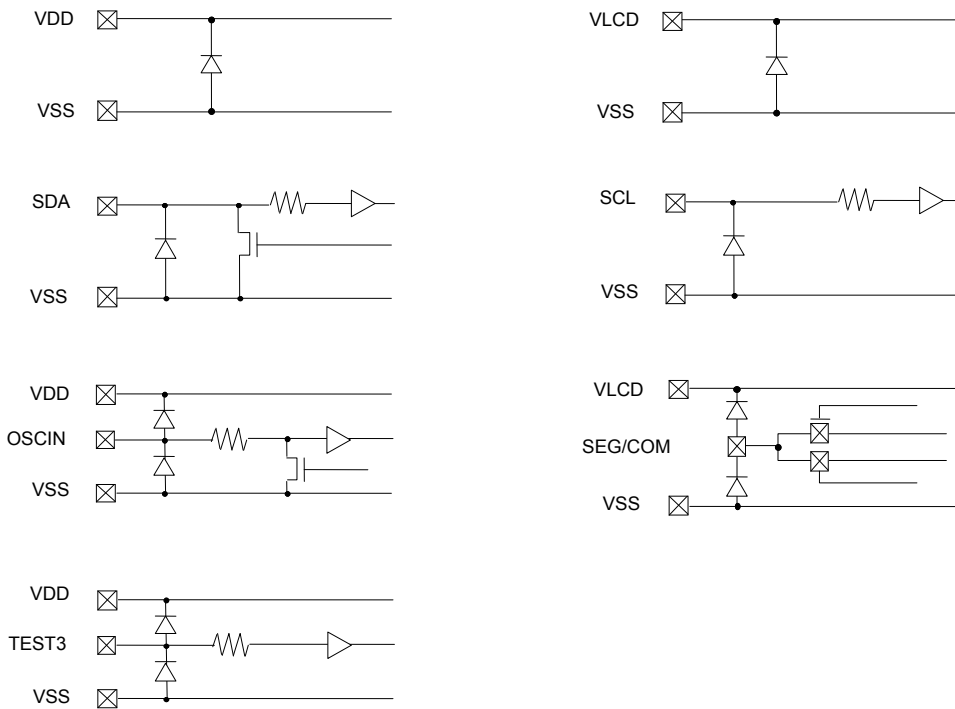 VDD
VSS
VLCD
VSS
SDA
VSS
SCL
VSS
VDD
OSCIN
VSS
VLCD
SEG/COM
VSS
VDD
TEST3
VSS